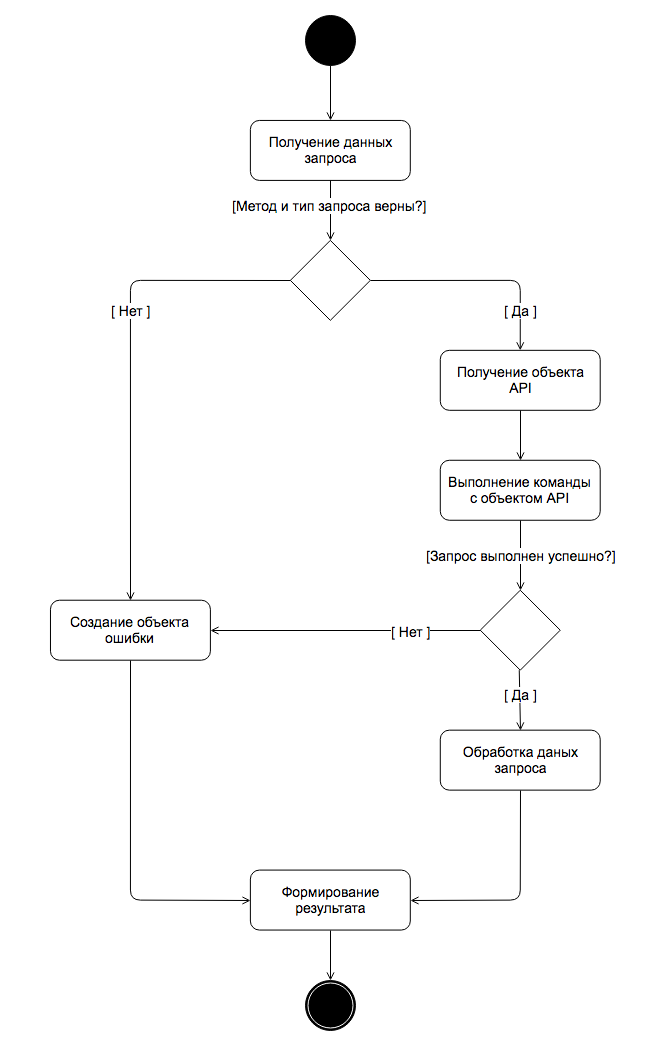 Получение данных
запроса
[Метод и тип запроса верны?]
[ Нет ]
[ Да ]
Получение объекта
API
Выполнение команды
с объектом API
[Запрос выполнен успешно?]
Создание объекта
ошибки
[ Нет ]
[ Да ]
Обработка даных
запроса
Формирование
результата